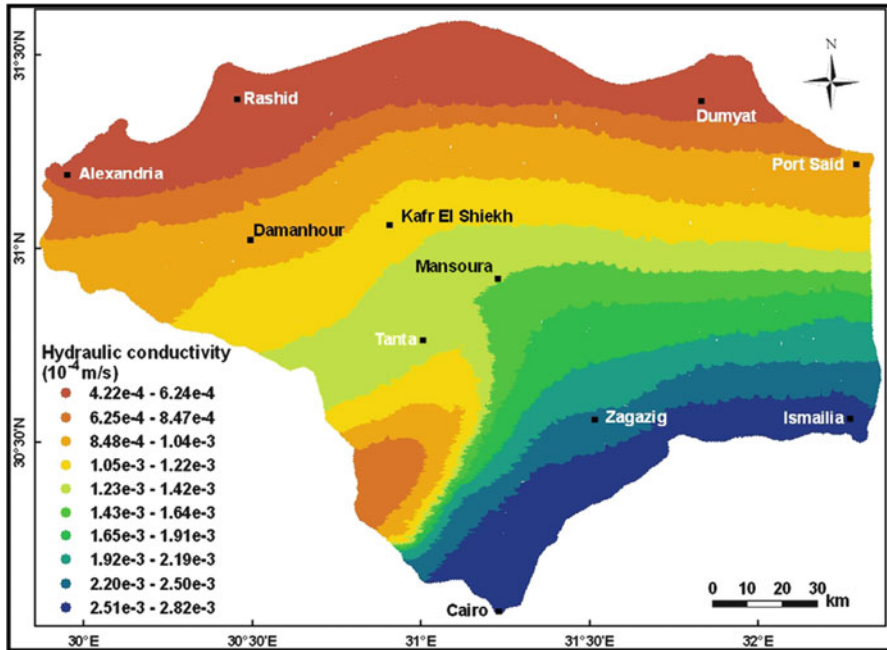 31°30'N
N
Rashid
Dumyat
Alexandria
Port Said
Kafr El Shiekh
Damanhour
31°N
Mansoura
Tanta
Hydraulic conductivity
(10⁻⁴ m/s)
4.22e-4 - 6.24e-4
6.25e-4 - 8.47e-4
8.48e-4 - 1.04e-3
1.05e-3 - 1.22e-3
1.23e-3 - 1.42e-3
1.43e-3 - 1.64e-3
1.65e-3 - 1.91e-3
1.92e-3 - 2.19e-3
2.20e-3 - 2.50e-3
2.51e-3 - 2.82e-3
30°30'N
Zagazig
Ismailia
Cairo
0 10 20 30
km
30°E
30°30'E
31°E
31°30'E
32°E